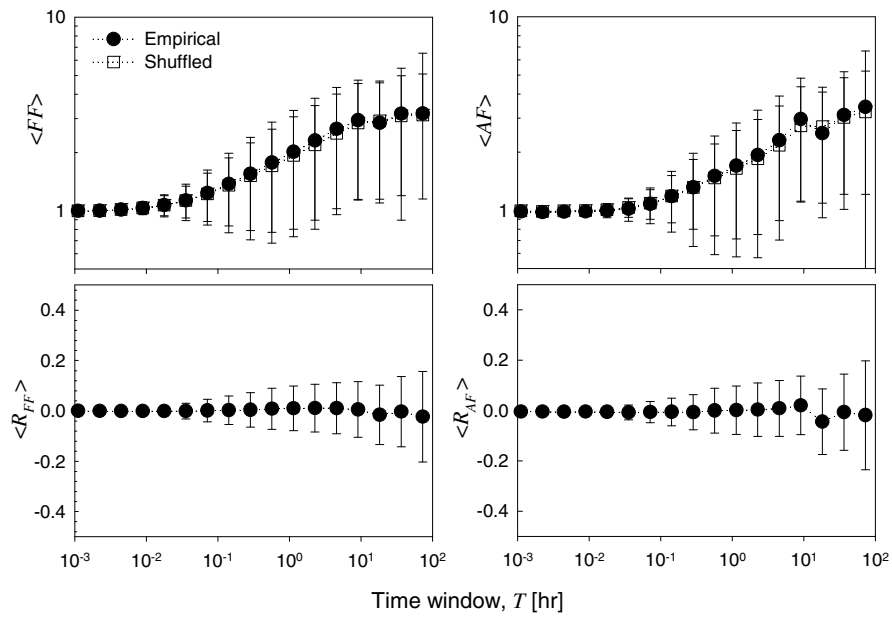 10
1
<FF>
Empirical
Shuffled
10
1
<AF>
0.4
0.2
0.0
-0.2
-0.4
<R_FF>
10^-3 10^-2 10^-1 10^0 10^1 10^2
0.4
0.2
0.0
-0.2
-0.4
<R_AF>
10^-3 10^-2 10^-1 10^0 10^1 10^2
Time window, T [hr]